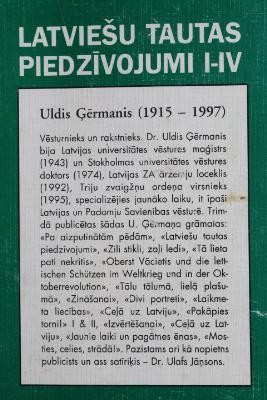 LATVIEŠU TAUTAS
PIEDZĪVOJUMI I-IV
Uldis Ģērmanis (1915 – 1997)
Vēsturnieks un rakstnieks. Dr. Uldis Ģērmanis
bija Latvijas universitātes vēstures maģistrs
(1943) un Stokholmas universitātes vēstures
doktors (1974), Latvijas ZA ārzemju loceklis
(1992), Triju zvaigžņu ordeņa virsnieks
(1995), specializējies jaunāko laiku, it īpaši
Latvijas un Padomju Savienības vēsturē. Trim-
dā publicētas šādas U. Ģērmaņa grāmatas:
«Pa aizputinātām pēdām», «Latviešu tautas
piedzīvojumi», «Zili stikli, zaļi ledi», «Tā lieta
pati nekritīs», «Oberst Vācietis und die let-
tischen Schützen im Weltkrieg und in der Ok-
toberrevolution», «Tālu tālumā, lielā plašu-
mā», «Zināšanai», «Divi portreti», «Laikme-
ta liecības», «Ceļā uz Latviju», «Pakāpies
tornī!» I & II, «Izvērtēšanai», «Ceļā uz Lat-
viju», «Jaunie laiki un pagātnes ēnas», «Mos-
ties, celies, strādā!». Pazīstams arī kā nopietns
publicists un ass satīriķis – Dr. Ulafs Jāņsons.